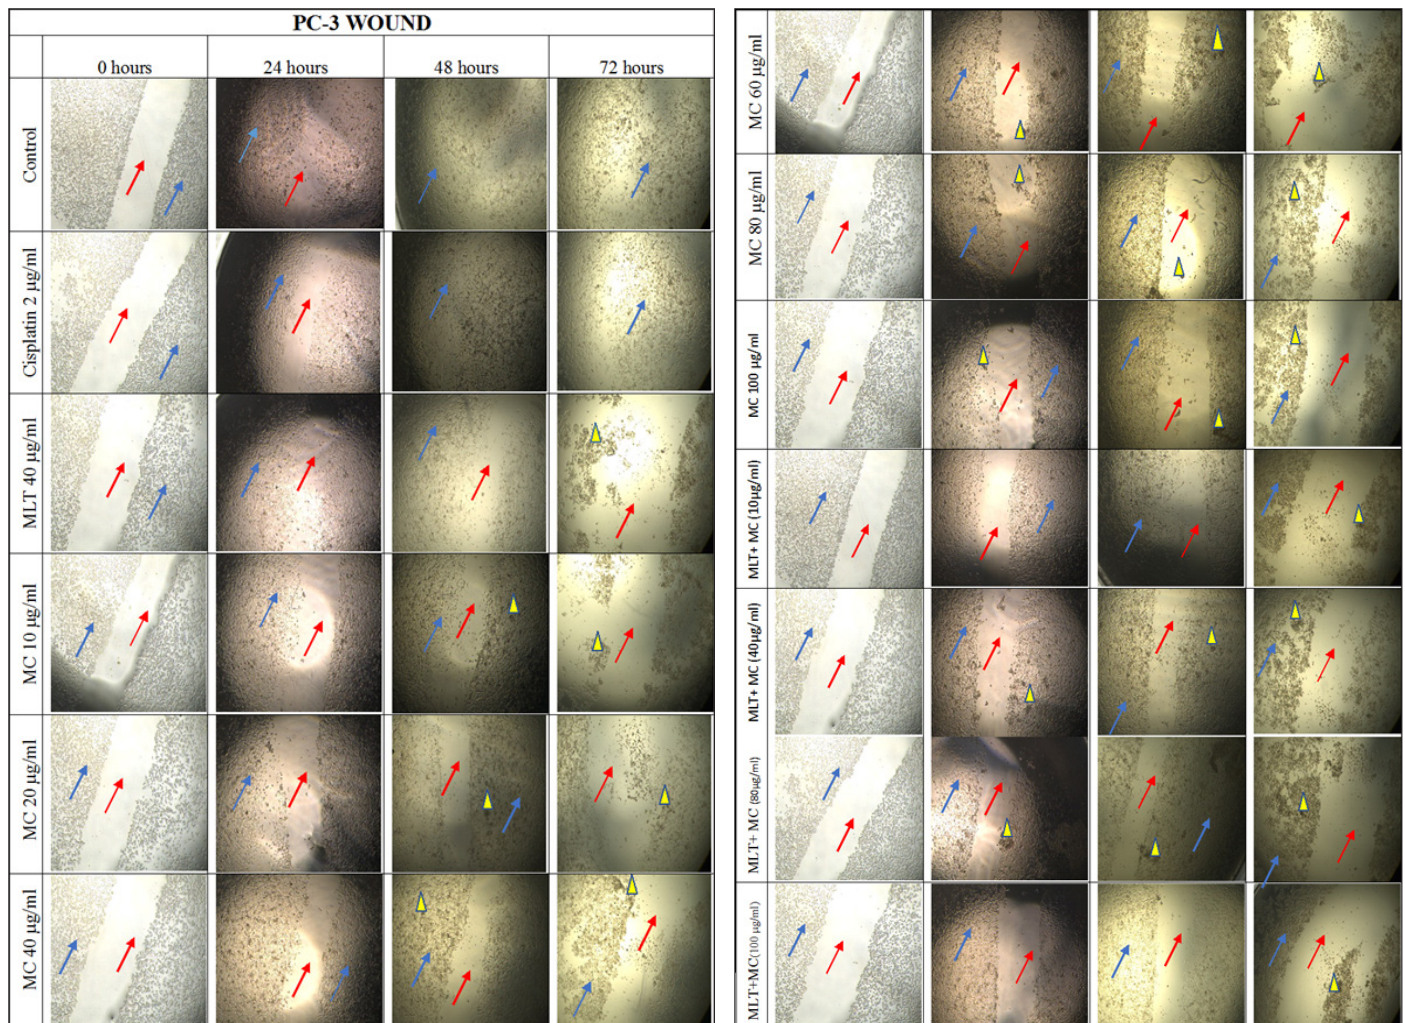 PC-3 WOUND
0 hours 24 hours 48 hours 72 hours
Control
Cisplatin 2 µg/ml
MLT 40 µg/ml
MC 10 µg/ml
MC 20 µg/ml
MC 40 µg/ml
MC 60 µg/ml
MC 80 µg/ml
MC 100 µg/ml
MLT+ MC (10µg/ml)
MLT+ MC (40µg/ml)
MLT+ MC (80µg/ml)
MLT+MC(100 µg/ml)